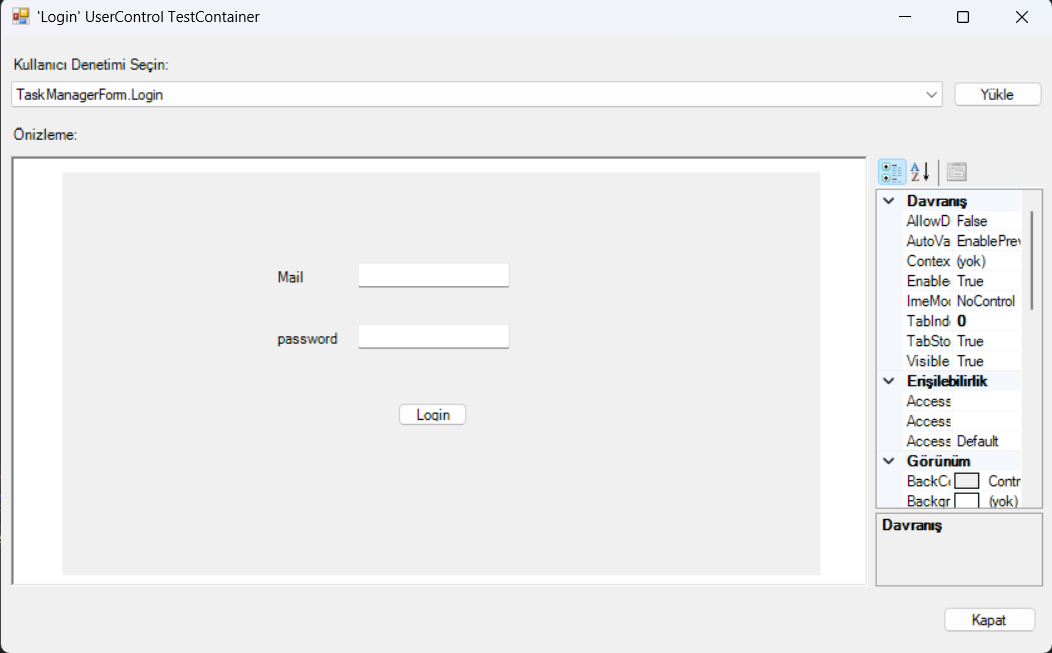 'Login' UserControl TestContainer
Kullanıcı Denetimi Seçin:
TaskManagerForm.Login
Yükle
Önizleme:
Mail
password
Login
Davranış
AllowD False
AutoVa EnablePrev
Contex (yok)
Enable True
ImeMo NoControl
TabInd 0
TabSto True
Visible True
Erişilebilirlik
Access
Access
Access Default
Görünüm
BackC Contr
Backgr (yok)
Davranış
Kapat